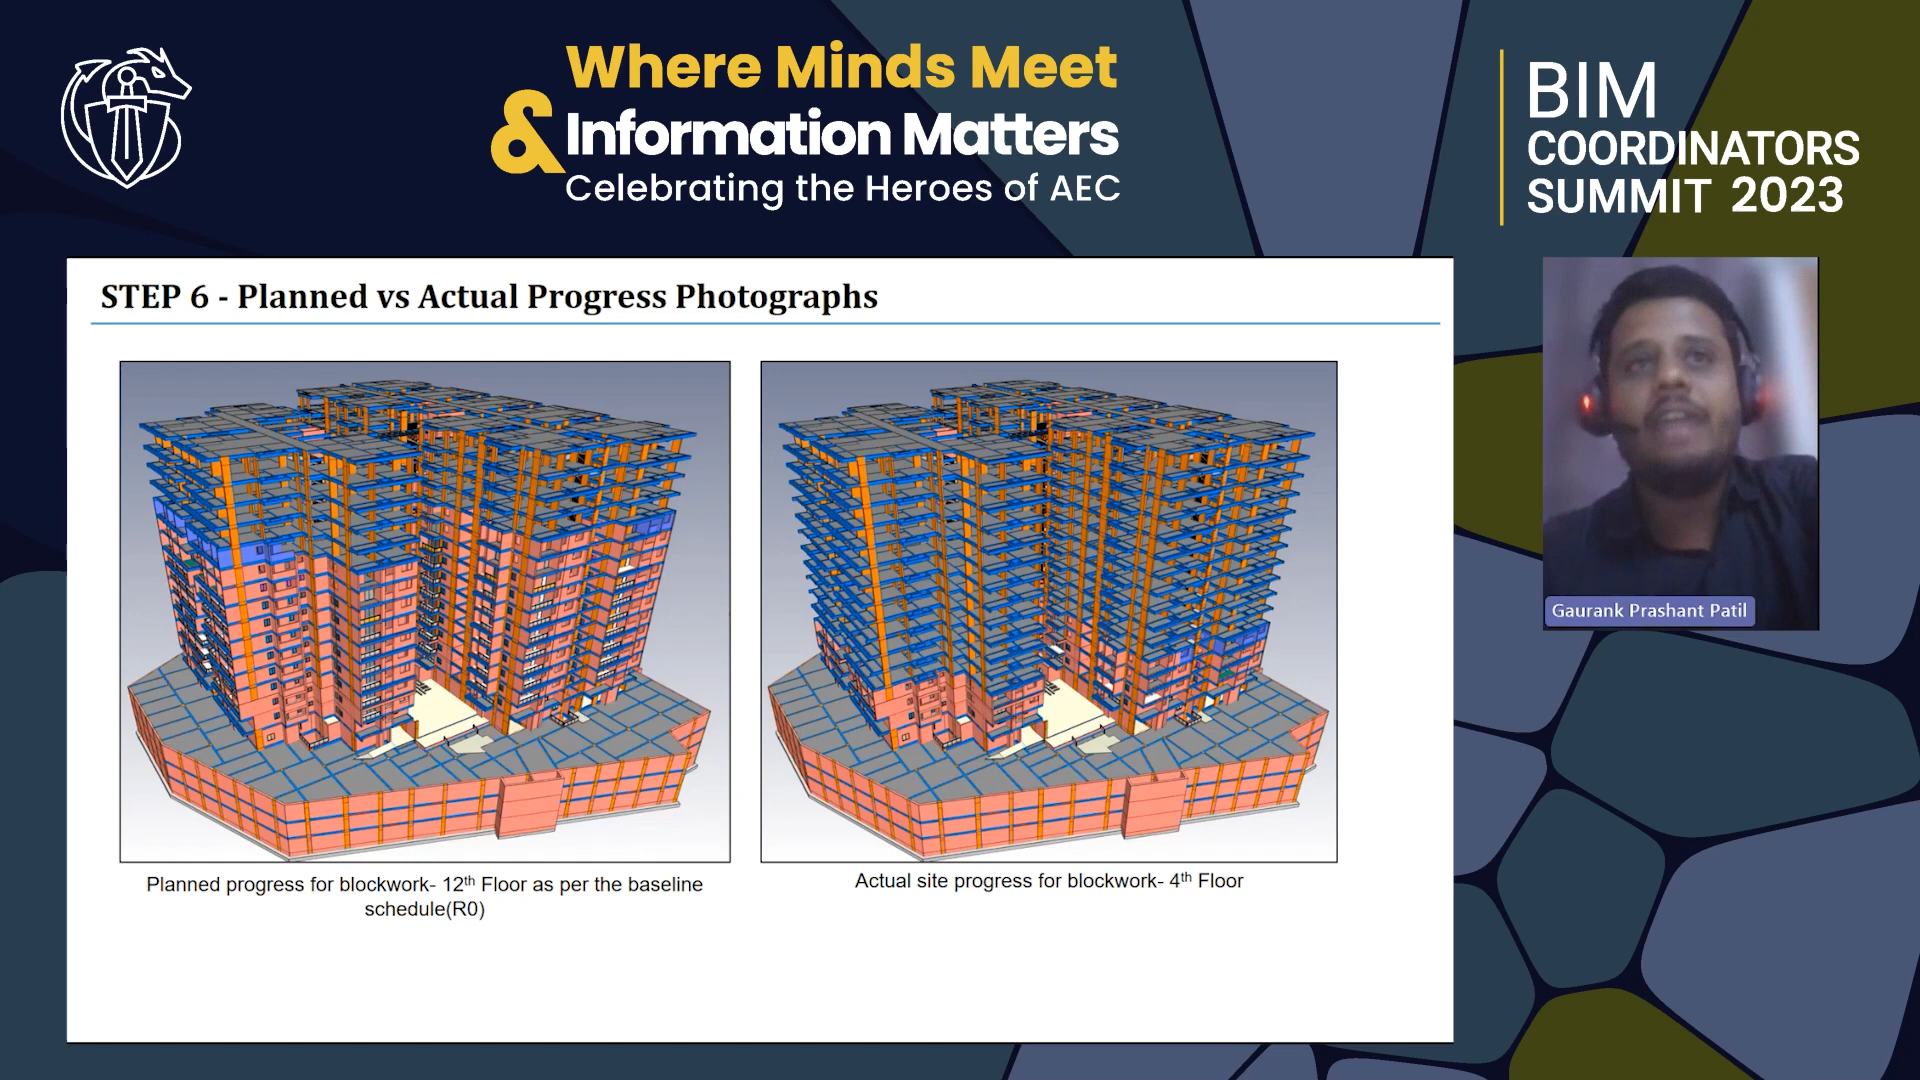 Where Minds Meet
& Information Matters
Celebrating the Heroes of AEC
BIM
COORDINATORS
SUMMIT 2023
STEP 6 - Planned vs Actual Progress Photographs
Planned progress for blockwork- 12th Floor as per the baseline
schedule(R0)
Actual site progress for blockwork- 4th Floor
Gaurank Prashant Patil